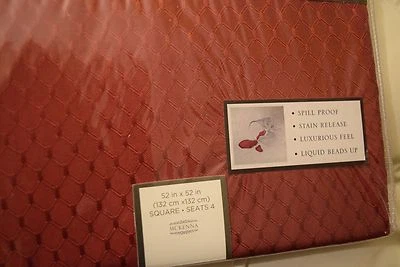 • SPILL PROOF
• STAIN RELEASE
• LUXURIOUS FEEL
• LIQUID BEADS UP
52 in x 52 in
(132 cm x132 cm)
SQUARE • SEATS 4
MCKENNA